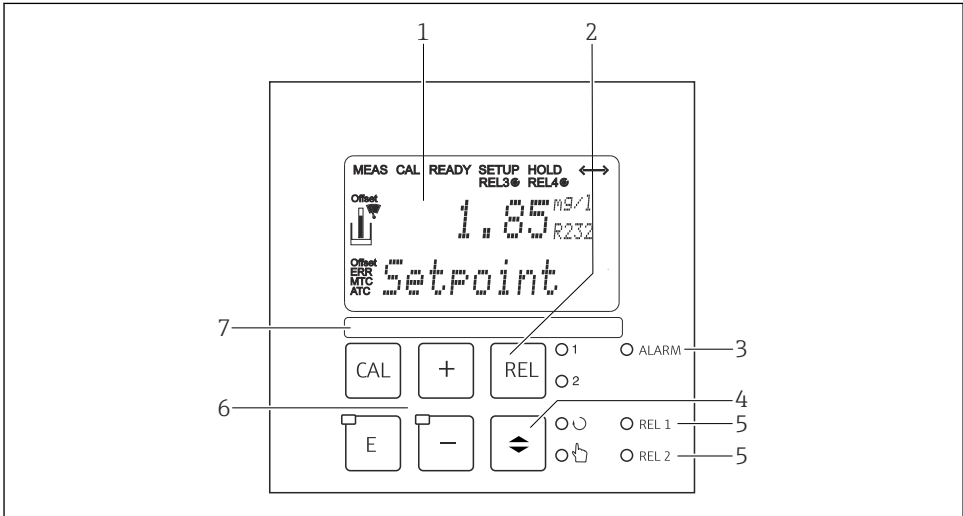 1 2
MEAS CAL READY SETUP HOLD
REL3 REL4
Offset
1.85 mg/l
R232
Offset
ERR
MTC
ATC
Setpoint
7
CAL + REL
1
2
ALARM 3
6
4
E −
REL 1 5
REL 2 5